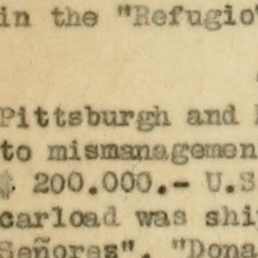 in the "Refugio"
Pittsburgh and
to mismanagemen
$ 200.000.- U.S
carload was shi
Señores", "Dona